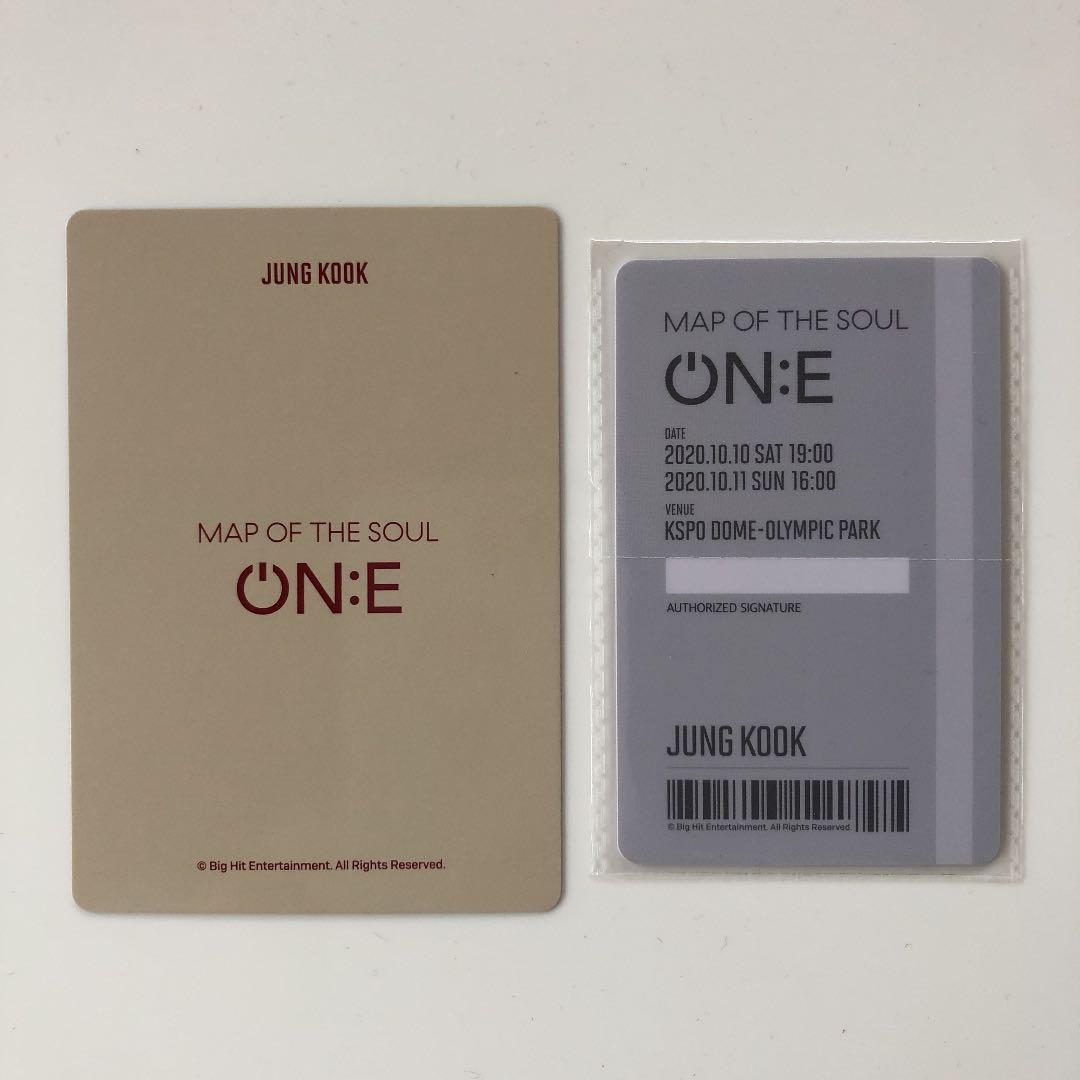 JUNG KOOK
MAP OF THE SOUL
ON:E
© Big Hit Entertainment. All Rights Reserved.
MAP OF THE SOUL
ON:E
DATE
2020.10.10 SAT 19:00
2020.10.11 SUN 16:00
VENUE
KSPO DOME-OLYMPIC PARK
AUTHORIZED SIGNATURE
JUNG KOOK
© Big Hit Entertainment. All Rights Reserved.